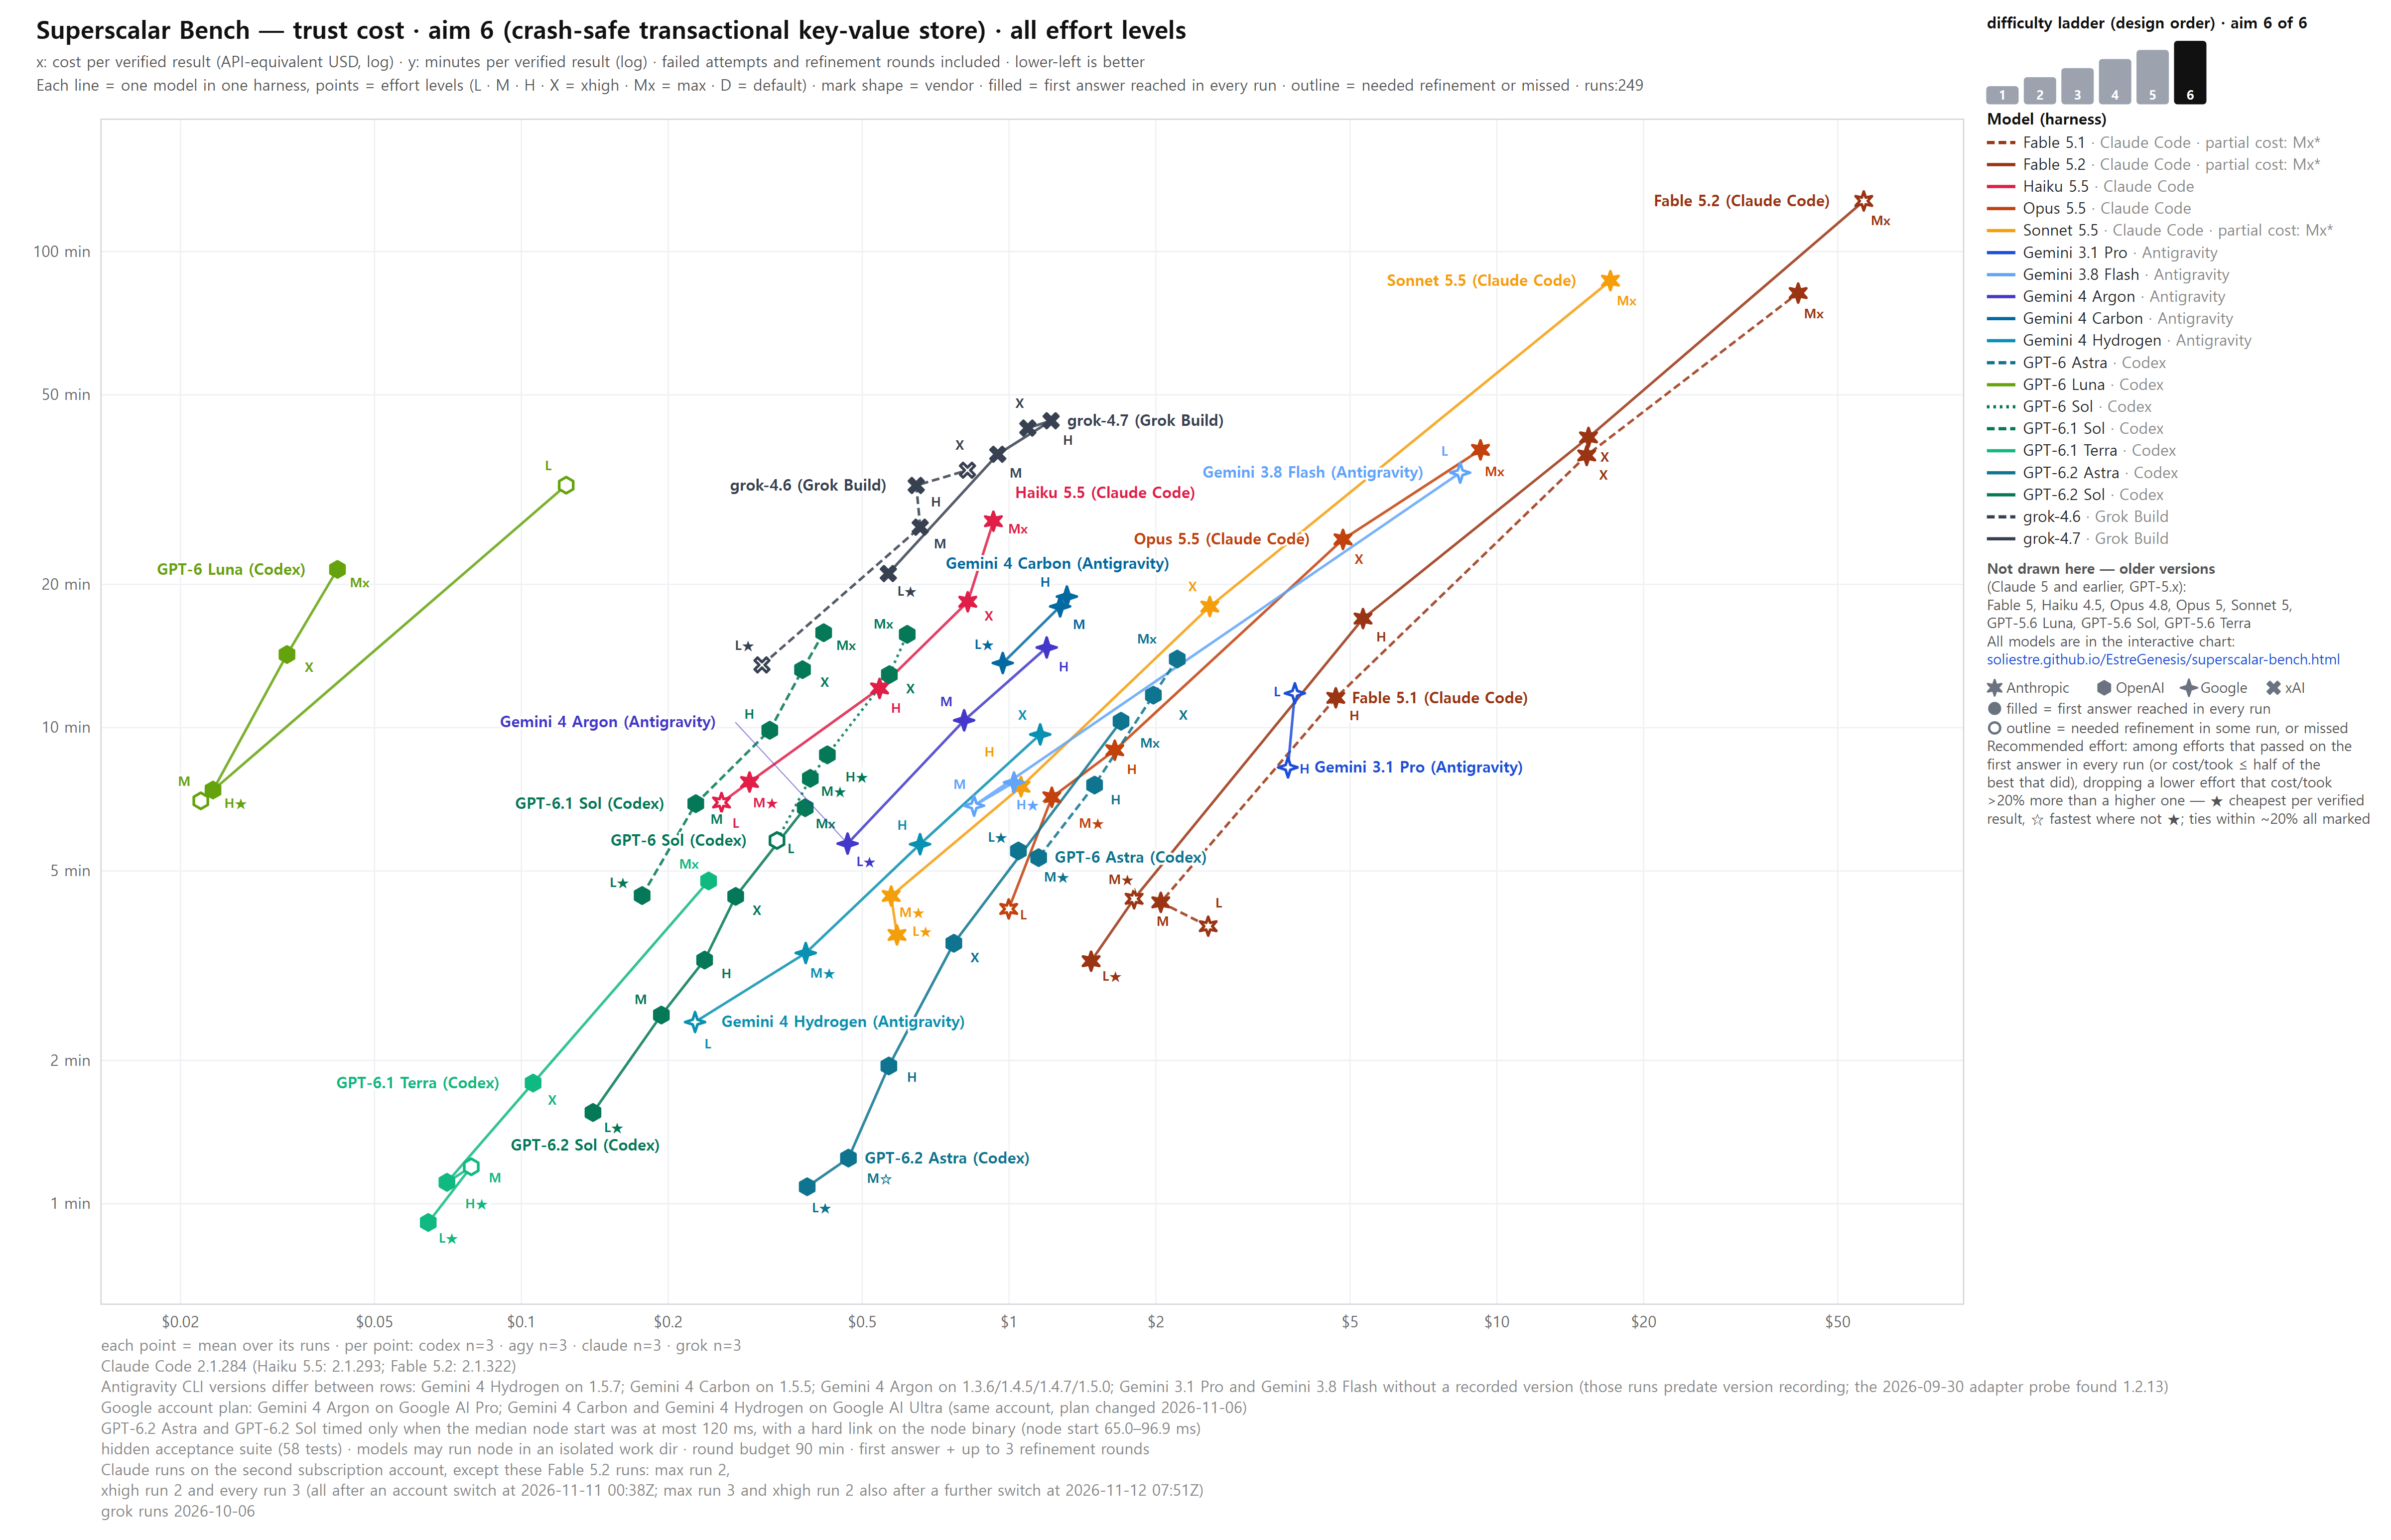 Superscalar Bench — trust cost · aim 6 (crash-safe transactional key-value store) · all effort levels
x: cost per verified result (API-equivalent USD, log) · y: minutes per verified result (log) · failed attempts and refinement rounds included · lower-left is better
Each line = one model in one harness, points = effort levels (L · M · H · X = xhigh · Mx = max · D = default) · mark shape = vendor · filled = first answer reached in every run · outline = needed refinement or missed · runs:249
difficulty ladder (design order) · aim 6 of 6
1 2 3 4 5 6
Model (harness)
Fable 5.1 · Claude Code · partial cost: Mx*
Fable 5.2 · Claude Code · partial cost: Mx*
Haiku 5.5 · Claude Code
Opus 5.5 · Claude Code
Sonnet 5.5 · Claude Code · partial cost: Mx*
Gemini 3.1 Pro · Antigravity
Gemini 3.8 Flash · Antigravity
Gemini 4 Argon · Antigravity
Gemini 4 Carbon · Antigravity
Gemini 4 Hydrogen · Antigravity
GPT-6 Astra · Codex
GPT-6 Luna · Codex
GPT-6 Sol · Codex
GPT-6.1 Sol · Codex
GPT-6.1 Terra · Codex
GPT-6.2 Astra · Codex
GPT-6.2 Sol · Codex
grok-4.6 · Grok Build
grok-4.7 · Grok Build
Not drawn here — older versions
(Claude 5 and earlier, GPT-5.x):
Fable 5, Haiku 4.5, Opus 4.8, Opus 5, Sonnet 5,
GPT-5.6 Luna, GPT-5.6 Sol, GPT-5.6 Terra
All models are in the interactive chart:
soliestre.github.io/EstreGenesis/superscalar-bench.html
Anthropic OpenAI Google xAI
filled = first answer reached in every run
outline = needed refinement in some run, or missed
Recommended effort: among efforts that passed on the
first answer in every run (or cost/took ≤ half of the
best that did), dropping a lower effort that cost/took
>20% more than a higher one — ★ cheapest per verified
result, ☆ fastest where not ★; ties within ~20% all marked
100 min
50 min
20 min
10 min
5 min
2 min
1 min
Fable 5.2 (Claude Code)
Mx
Sonnet 5.5 (Claude Code)
Mx
Mx
X
grok-4.7 (Grok Build)
H
X
M
L
Gemini 3.8 Flash (Antigravity)
Mx
X
X
L
grok-4.6 (Grok Build)
H
Haiku 5.5 (Claude Code)
Mx
M
Opus 5.5 (Claude Code)
X
Gemini 4 Carbon (Antigravity)
H
GPT-6 Luna (Codex)
Mx
L★
X
X
M
Mx
Mx
L★
Mx
L★
H
H
X
X
X
H
L
Fable 5.1 (Claude Code)
H
M
H
H
X
X
Gemini 4 Argon (Antigravity)
Mx
H
H
Gemini 3.1 Pro (Antigravity)
H
M
H★
H★
M★
M
H★
H
GPT-6.1 Sol (Codex)
M★
M
L
Mx
H
M★
L★
GPT-6 Sol (Codex)
L
L★
GPT-6 Astra (Codex)
M★
Mx
L★
M★
L
M★
L
M
X
L★
X
H
M★
L★
M
Gemini 4 Hydrogen (Antigravity)
L
GPT-6.1 Terra (Codex)
X
H
L★
GPT-6.2 Sol (Codex)
GPT-6.2 Astra (Codex)
M☆
M
H★
L★
L★
$0.02 $0.05 $0.1 $0.2 $0.5 $1 $2 $5 $10 $20 $50
each point = mean over its runs · per point: codex n=3 · agy n=3 · claude n=3 · grok n=3
Claude Code 2.1.284 (Haiku 5.5: 2.1.293; Fable 5.2: 2.1.322)
Antigravity CLI versions differ between rows: Gemini 4 Hydrogen on 1.5.7; Gemini 4 Carbon on 1.5.5; Gemini 4 Argon on 1.3.6/1.4.5/1.4.7/1.5.0; Gemini 3.1 Pro and Gemini 3.8 Flash without a recorded version (those runs predate version recording; the 2026-09-30 adapter probe found 1.2.13)
Google account plan: Gemini 4 Argon on Google AI Pro; Gemini 4 Carbon and Gemini 4 Hydrogen on Google AI Ultra (same account, plan changed 2026-11-06)
GPT-6.2 Astra and GPT-6.2 Sol timed only when the median node start was at most 120 ms, with a hard link on the node binary (node start 65.0–96.9 ms)
hidden acceptance suite (58 tests) · models may run node in an isolated work dir · round budget 90 min · first answer + up to 3 refinement rounds
Claude runs on the second subscription account, except these Fable 5.2 runs: max run 2,
xhigh run 2 and every run 3 (all after an account switch at 2026-11-11 00:38Z; max run 3 and xhigh run 2 also after a further switch at 2026-11-12 07:51Z)
grok runs 2026-10-06